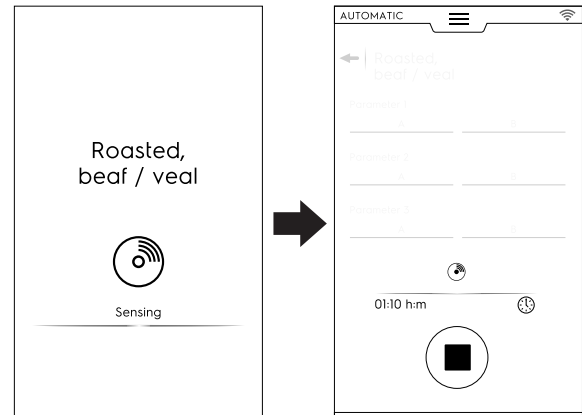 Roasted,
beaf / veal
Sensing
AUTOMATIC
Roasted,
beaf / veal
Parameter 1
A B
Parameter 2
A B
Parameter 3
A B
01:10 h:m